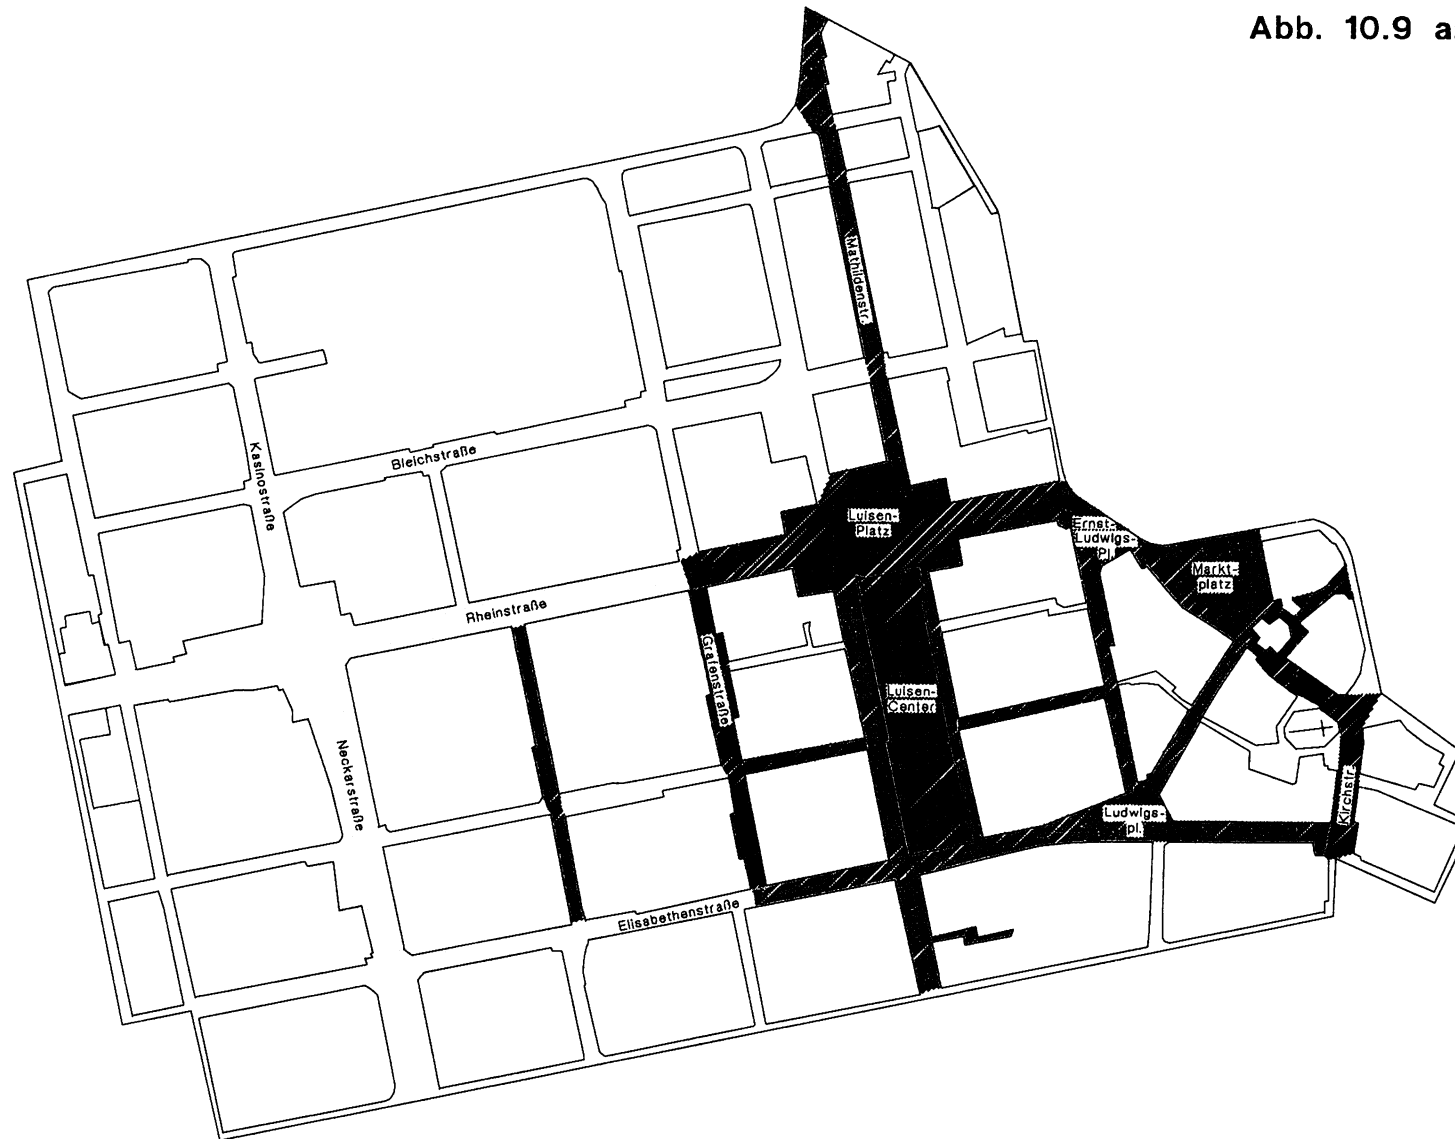 Abb. 10.9 a.
Mathildenstr.
Kasinostraße
Bleichstraße
Luisen-
Platz
Ernst-
Ludwigs-
Pl.
Markt-
platz
Rheinstraße
Grafenstraße
Luisen-
Center
Neckarstraße
Kirchstr.
Ludwigs-
pl.
Elisabethenstraße